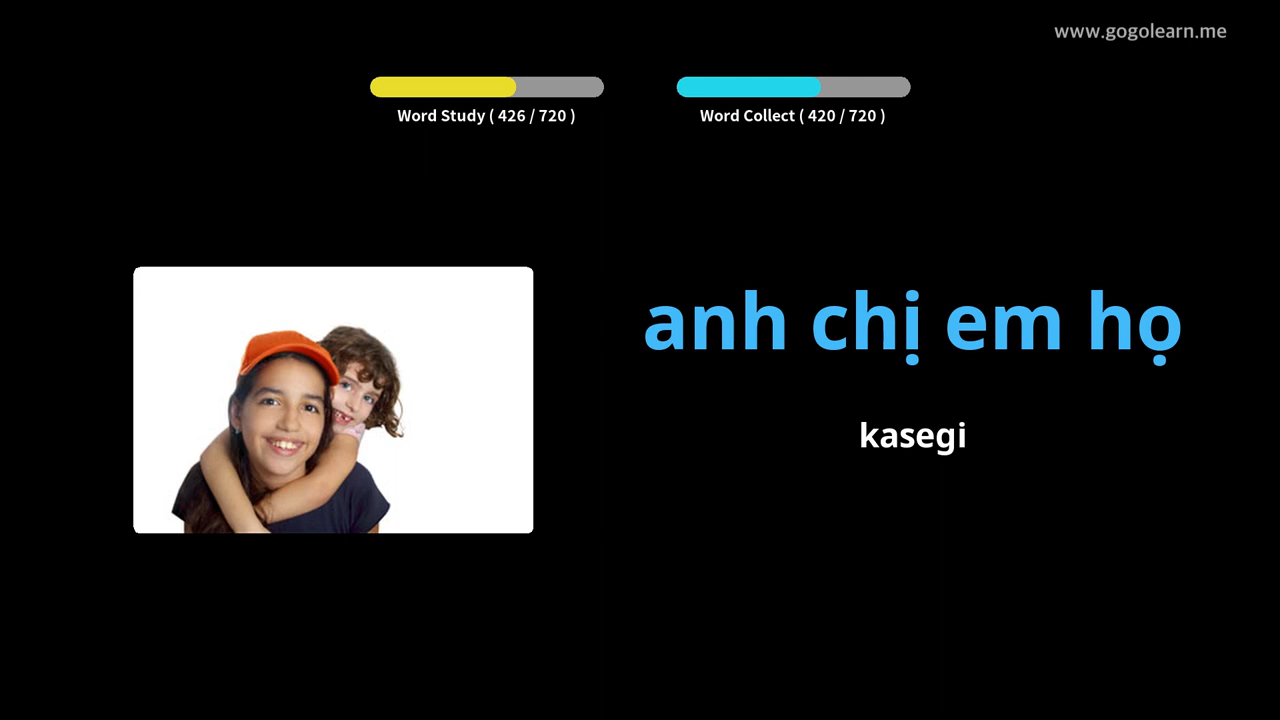 www.gogolearn.me
Word Study ( 426 / 720 )
Word Collect ( 420 / 720 )
anh chị em họ
kasegi